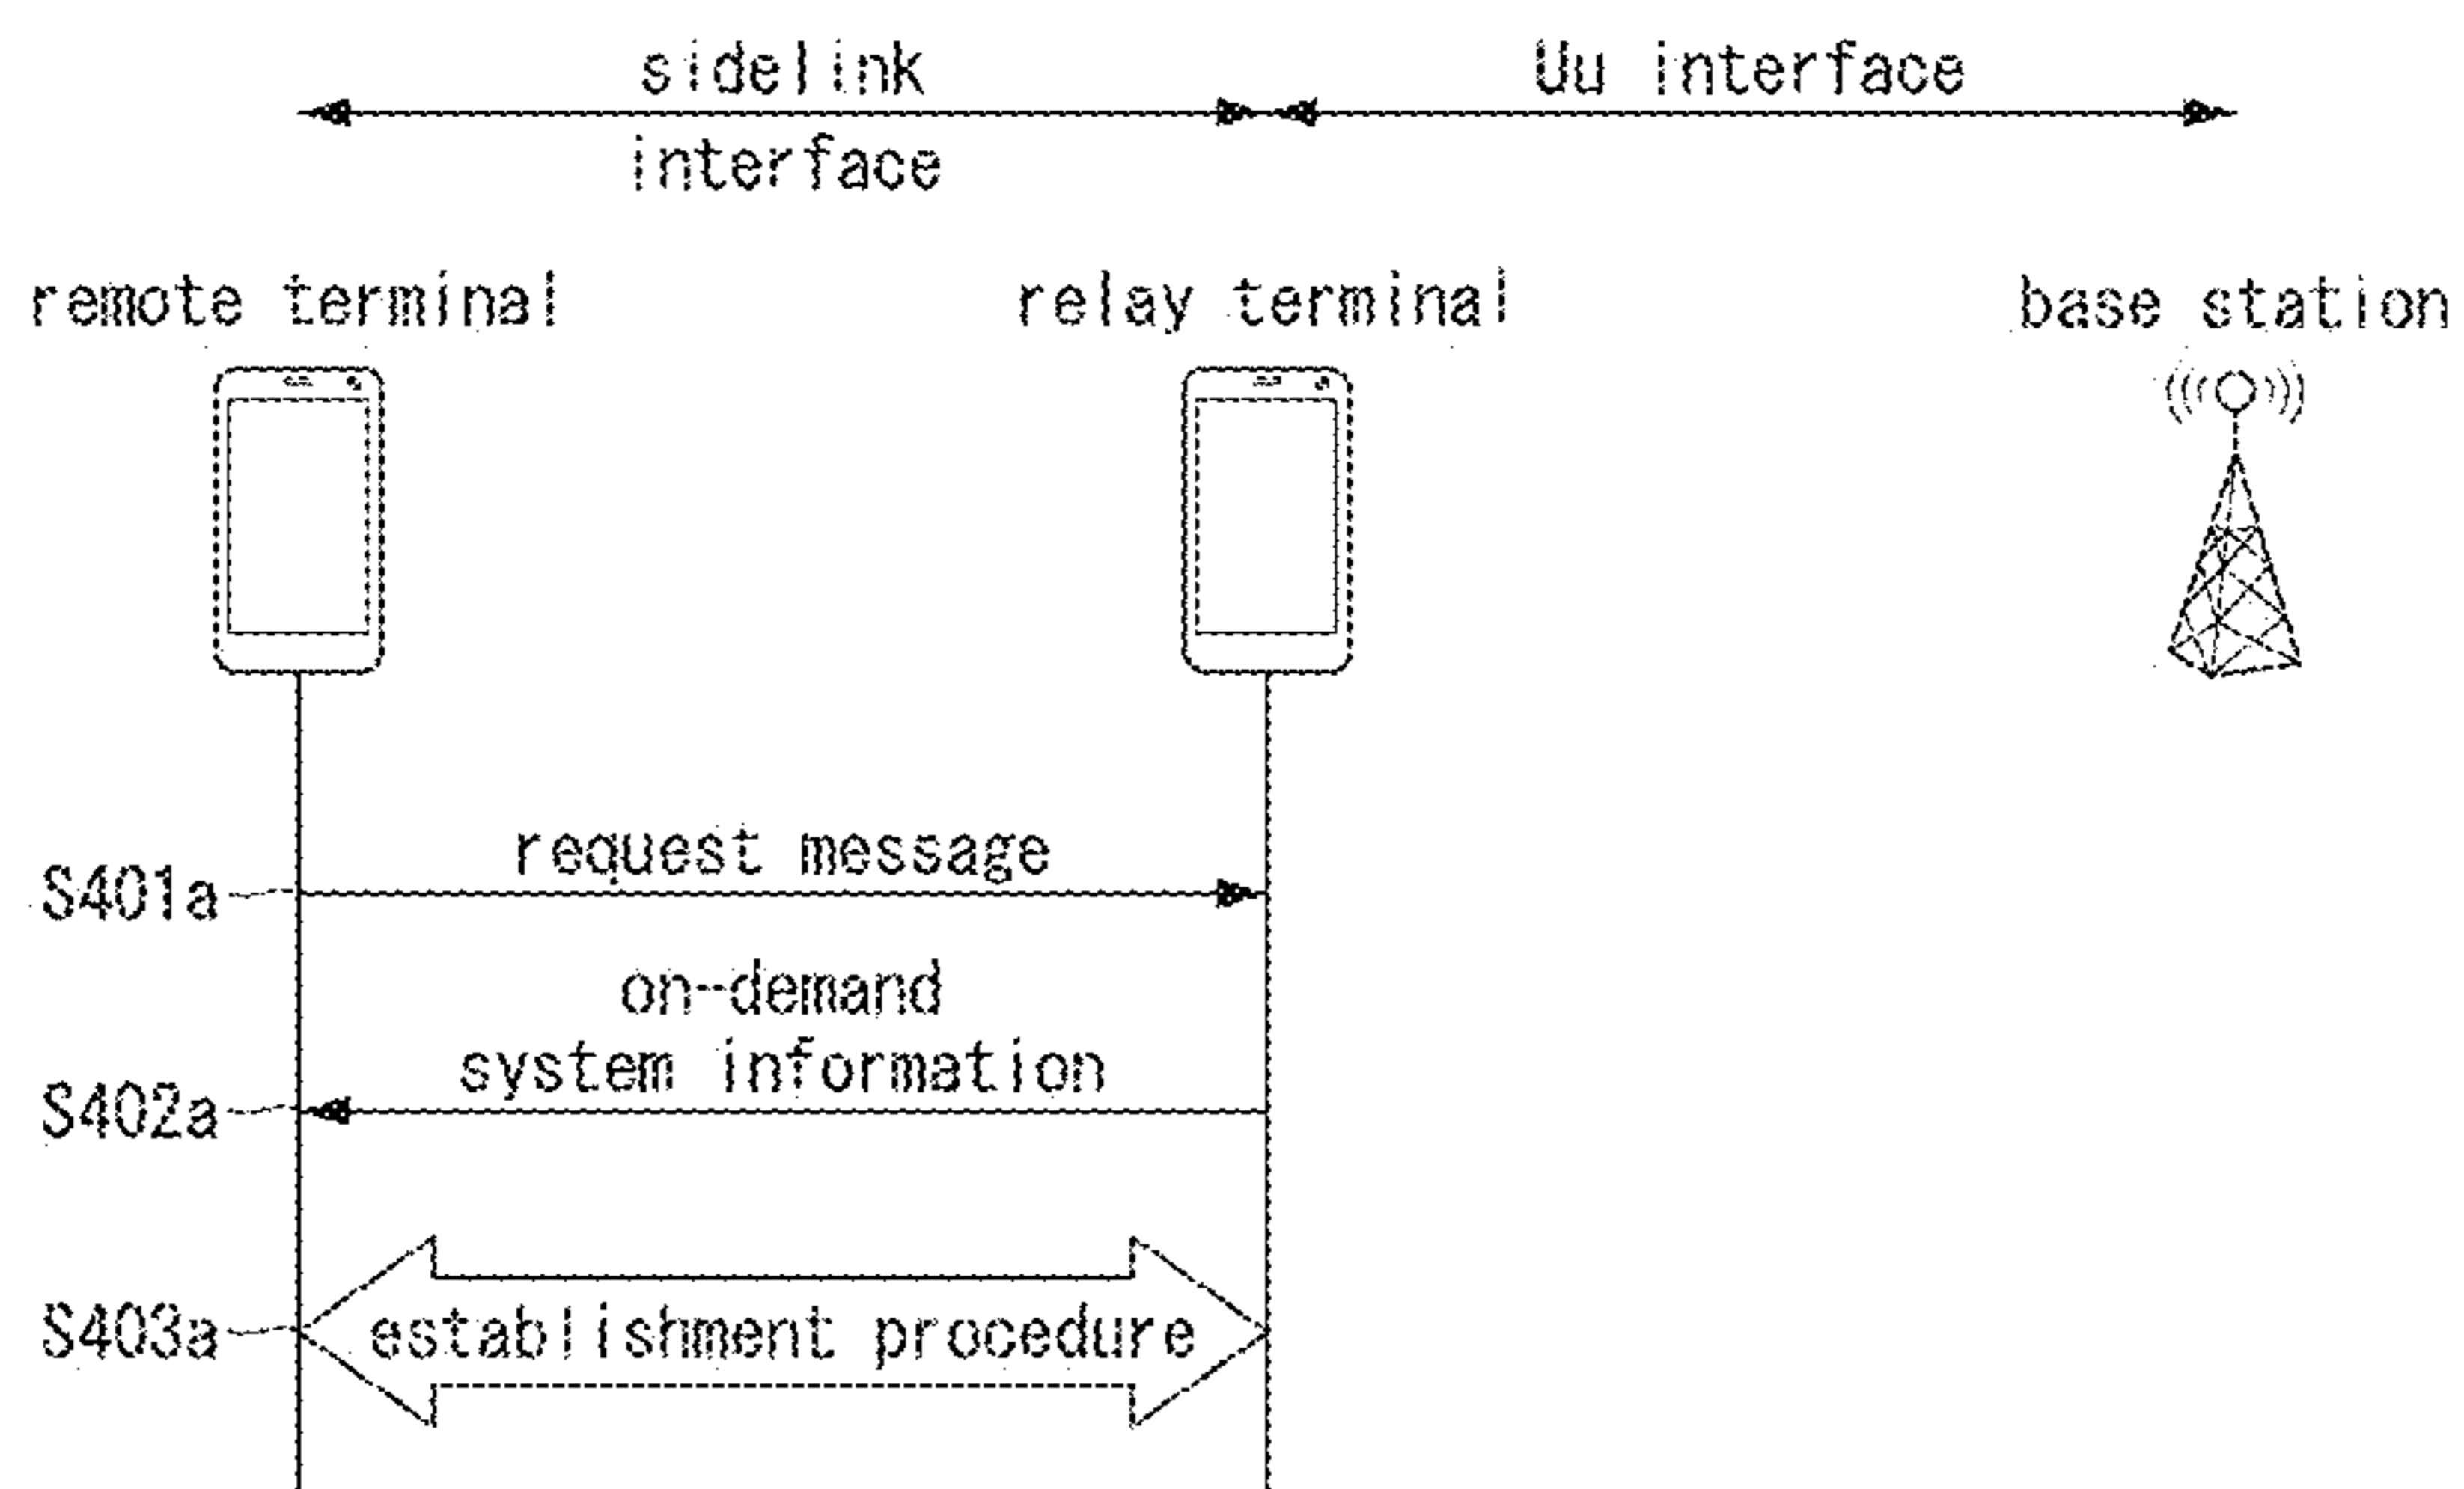 sidelink
interface
Uu interface
remote terminal
relay terminal
base station
request message
S401a
on-demand
system information
S402a
S403a
establishment procedure